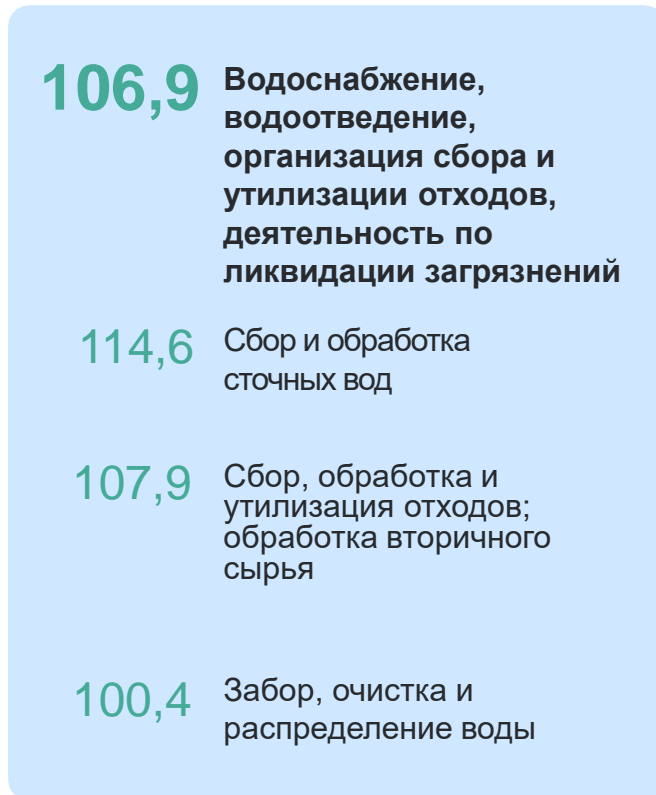 106,9 Водоснабжение,
водоотведение,
организация сбора и
утилизации отходов,
деятельность по
ликвидации загрязнений
114,6 Сбор и обработка
сточных вод
107,9 Сбор, обработка и
утилизация отходов;
обработка вторичного
сырья
100,4 Забор, очистка и
распределение воды